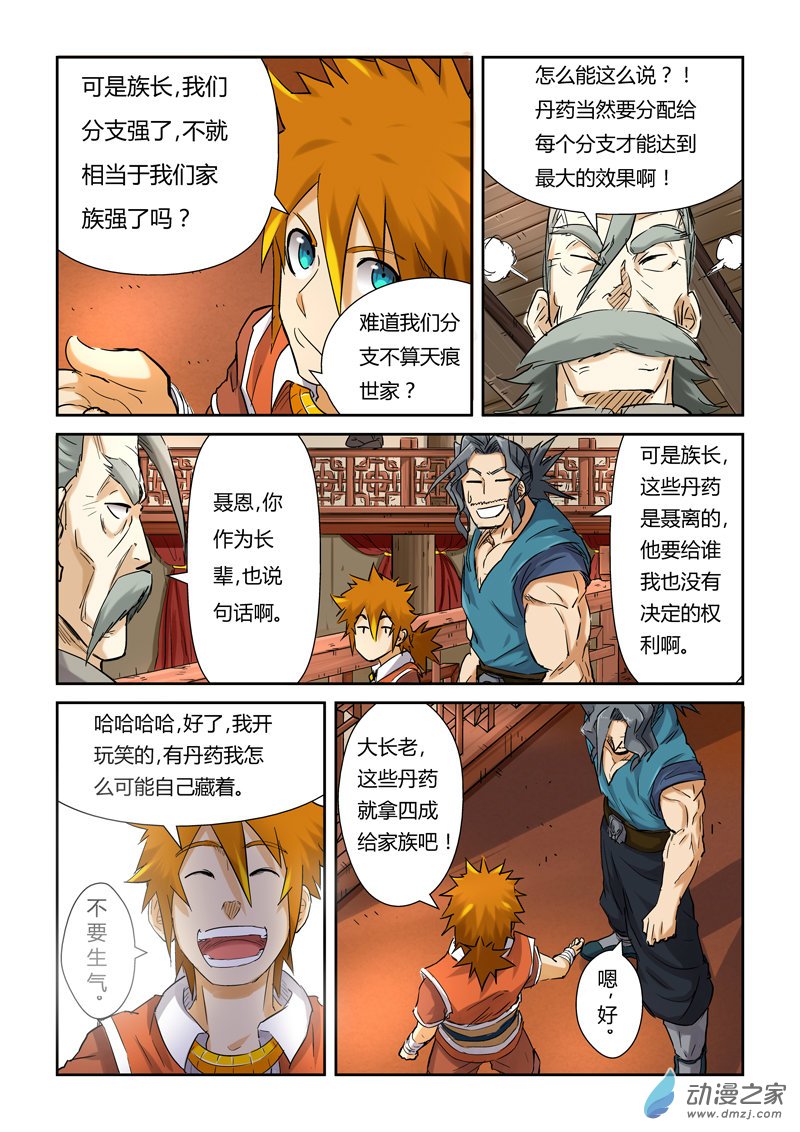 可是族长，我们
分支强了，不就
相当于我们家
族强了吗？
难道我们分
支不算天痕
世家？
怎么能这么说？！
丹药当然要分配给
每个分支才能达到
最大的效果啊！
聂恩，你
作为长
辈，也说
句话啊。
可是族长，
这些丹药
是聂离的，
他要给谁
我也没有
决定的权
利啊。
哈哈哈哈，好了，我开
玩笑的，有丹药我怎
么可能自己藏着。
不要生气。
大长老，
这些丹药
就拿四成
给家族吧！
嗯，好。
动漫之家
www.dmzj.com